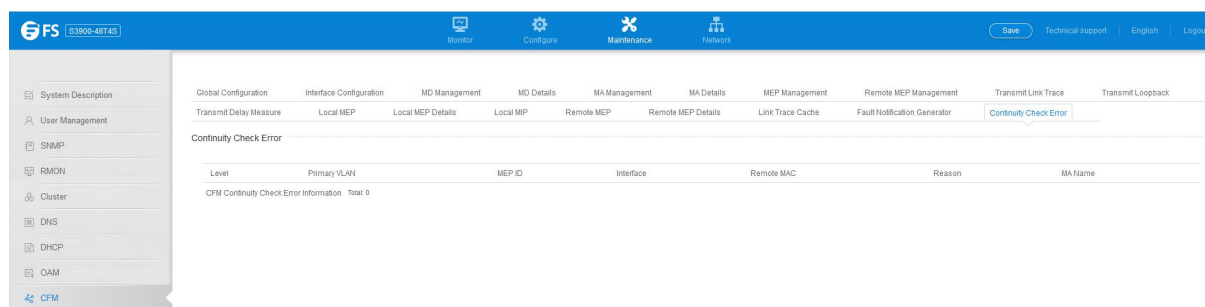 FS S3900-48T4S
Monitor Configure Maintenance Network
Save Technical support English Logou
System Description
User Management
SNMP
RMON
Cluster
DNS
DHCP
OAM
CFM
Global Configuration Interface Configuration MD Management MD Details MA Management MA Details MEP Management Remote MEP Management Transmit Link Trace Transmit Loopback
Transmit Delay Measure Local MEP Local MEP Details Local MIP Remote MEP Remote MEP Details Link Trace Cache Fault Notification Generator Continuity Check Error
Continuity Check Error
Level Primary VLAN MEP ID Interface Remote MAC Reason MA Name
CFM Continuity Check Error Information Total: 0